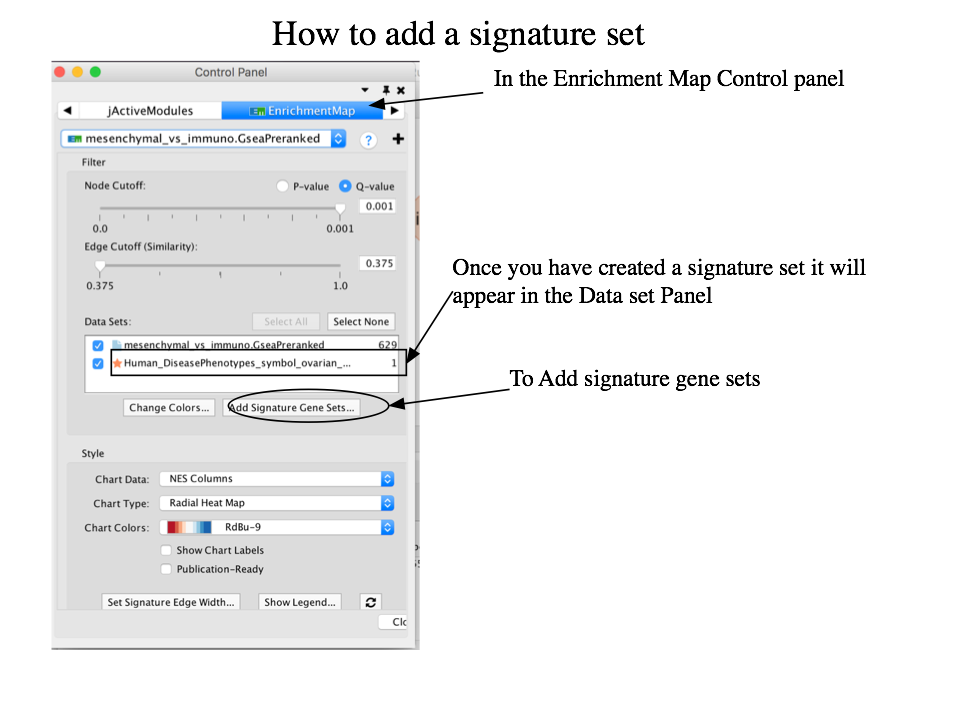 How to add a signature set
Control Panel
In the Enrichment Map Control panel
jActiveModules
EnrichmentMap
mesenchymal_vs_immuno.GseaPreranked
?
Filter
Node Cutoff:
P-value
Q-value
0.001
0.0
0.001
Edge Cutoff (Similarity):
0.375
0.375
1.0
Once you have created a signature set it will
appear in the Data set Panel
Data Sets:
Select All
Select None
mesenchymal_vs_immuno.GseaPreranked 629
Human_DiseasePhenotypes_symbol_ovarian_... 1
To Add signature gene sets
Change Colors...
Add Signature Gene Sets...
Style
Chart Data: NES Columns
Chart Type: Radial Heat Map
Chart Colors: RdBu-9
Show Chart Labels
Publication-Ready
Set Signature Edge Width...
Show Legend...